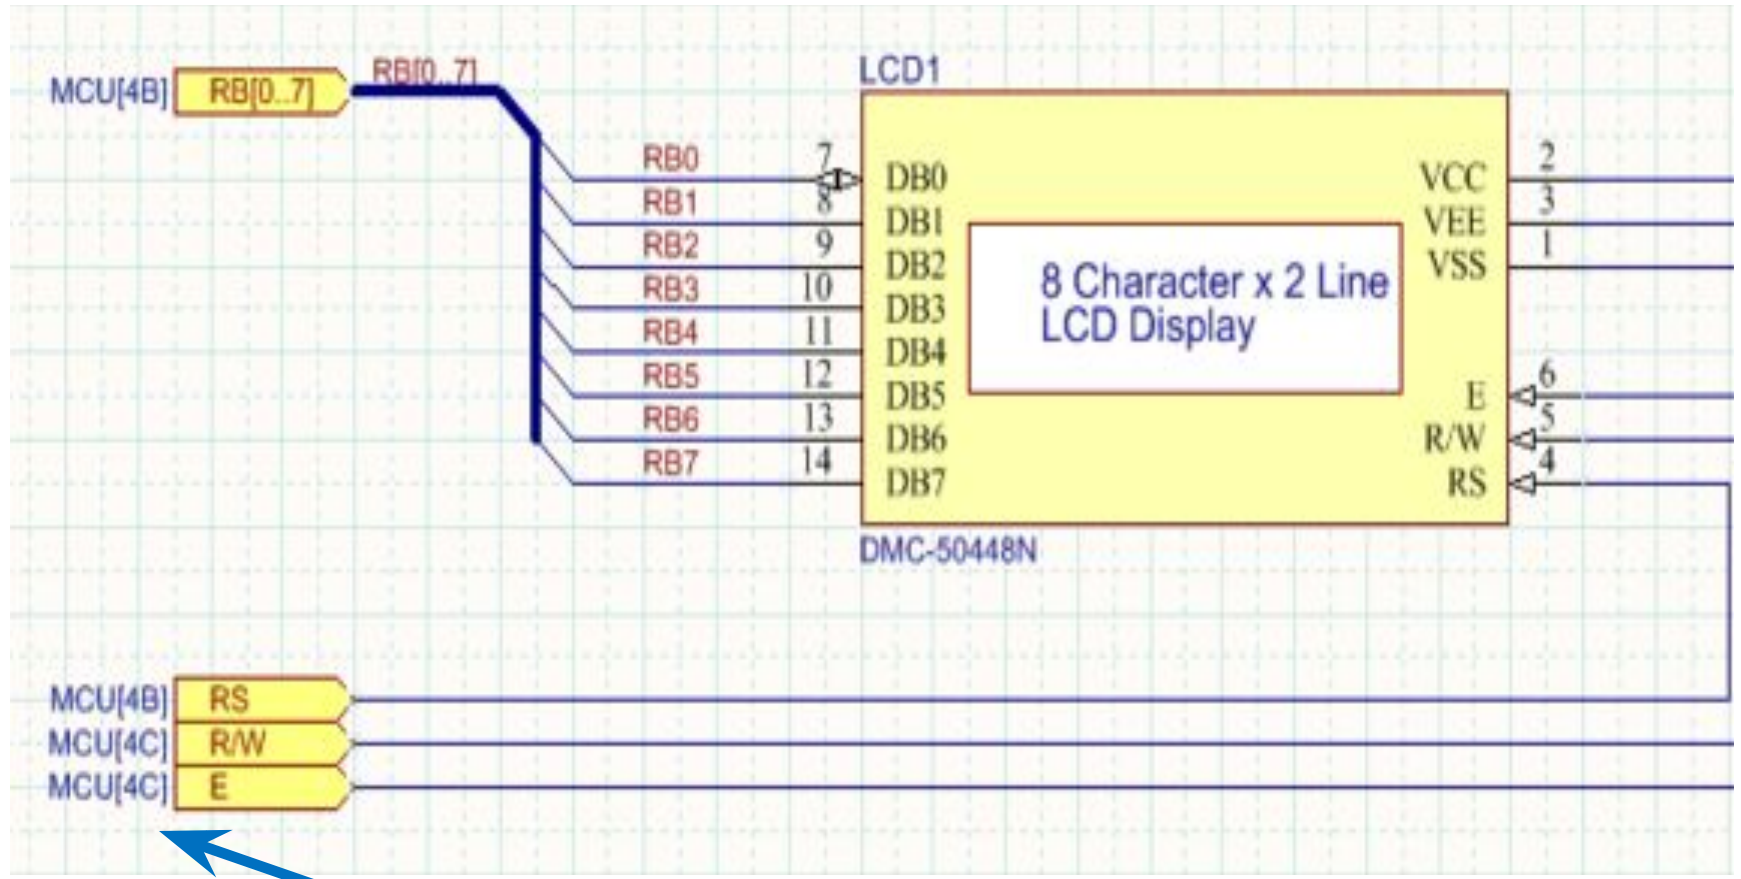 MCU[4B] RB[0..7] RB[0..7]
LCD1
RB0 7 DB0 VCC 2
RB1 8 DB1 VEE 3
RB2 9 DB2 VSS 1
RB3 10 DB3
RB4 11 DB4
RB5 12 DB5 E 6
RB6 13 DB6 R/W 5
RB7 14 DB7 RS 4
8 Character x 2 Line
LCD Display
DMC-50448N
MCU[4B] RS
MCU[4C] R/W
MCU[4C] E